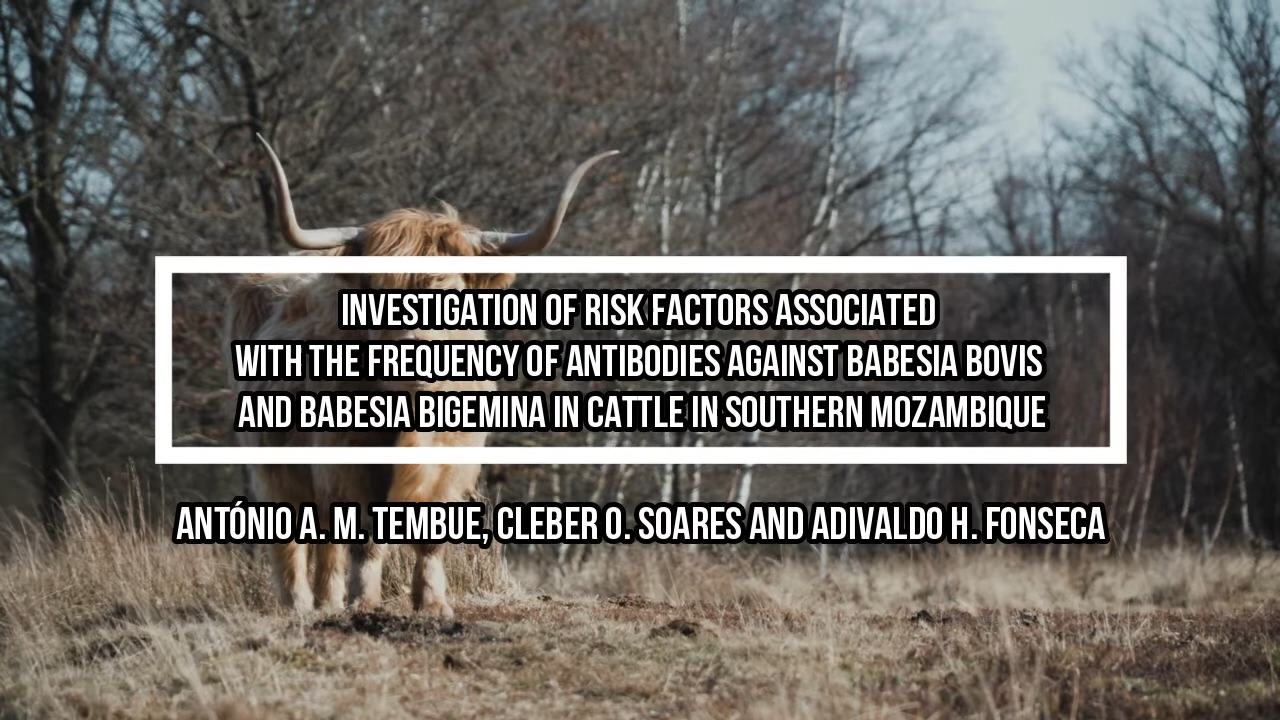 INVESTIGATION OF RISK FACTORS ASSOCIATED
WITH THE FREQUENCY OF ANTIBODIES AGAINST BABESIA BOVIS
AND BABESIA BIGEMINA IN CATTLE IN SOUTHERN MOZAMBIQUE
ANTÓNIO A. M. TEMBUE, CLEBER O. SOARES AND ADIVALDO H. FONSECA